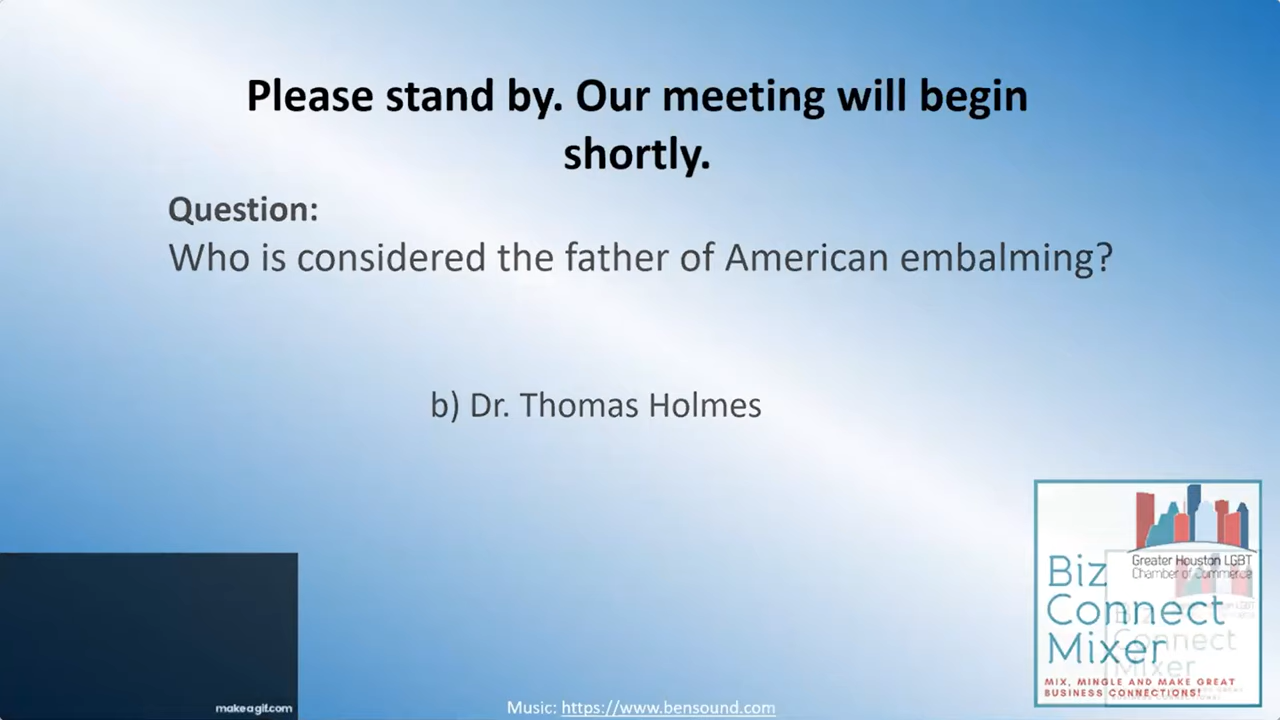 Please stand by. Our meeting will begin
shortly.
Question:
Who is considered the father of American embalming?
b) Dr. Thomas Holmes
Greater Houston LGBT
Chamber of Commerce
Biz
Connect
Mixer
MIX, MINGLE AND MAKE GREAT
BUSINESS CONNECTIONS!
makeagif.com
Music: https://www.bensound.com